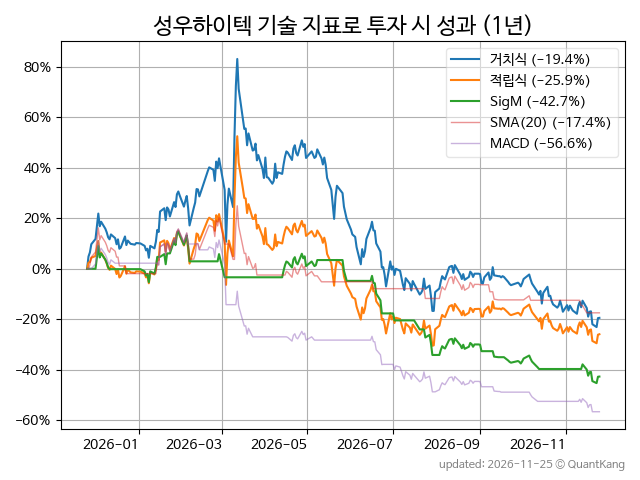 성우하이텍 기술 지표로 투자 시 성과 (1년)
거치식 (−19.4%)
적립식 (−25.9%)
SigM (−42.7%)
SMA(20) (−17.4%)
MACD (−56.6%)
80%
60%
40%
20%
0%
−20%
−40%
−60%
2026-01 2026-03 2026-05 2026-07 2026-09 2026-11
updated: 2026-11-25 © QuantKang